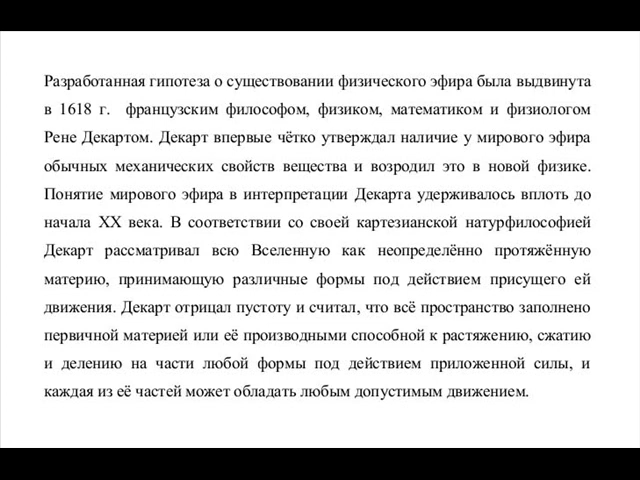 Разработанная гипотеза о существовании физического эфира была выдвинута
в 1618 г. французским философом, физиком, математиком и физиологом
Рене Декартом. Декарт впервые чётко утверждал наличие у мирового эфира
обычных механических свойств вещества и возродил это в новой физике.
Понятие мирового эфира в интерпретации Декарта удерживалось вплоть до
начала XX века. В соответствии со своей картезианской натурфилософией
Декарт рассматривал всю Вселенную как неопределённо протяжённую
материю, принимающую различные формы под действием присущего ей
движения. Декарт отрицал пустоту и считал, что всё пространство заполнено
первичной материей или её производными способной к растяжению, сжатию
и делению на части любой формы под действием приложенной силы, и
каждая из её частей может обладать любым допустимым движением.